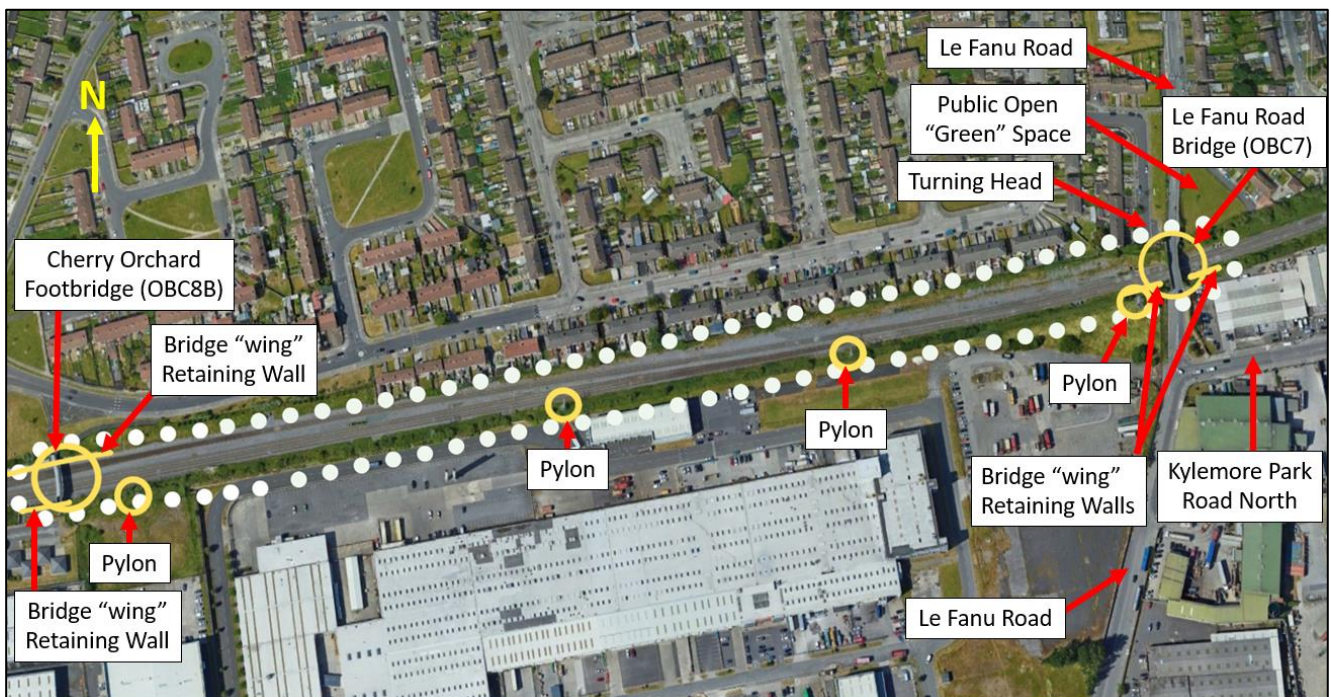 Le Fanu Road
N
Public Open
“Green” Space
Le Fanu Road
Bridge (OBC7)
Turning Head
Cherry Orchard
Footbridge (OBC8B)
Bridge “wing”
Retaining Wall
Pylon
Pylon
Pylon
Pylon
Bridge “wing”
Retaining Walls
Kylemore Park
Road North
Bridge “wing”
Retaining Wall
Le Fanu Road